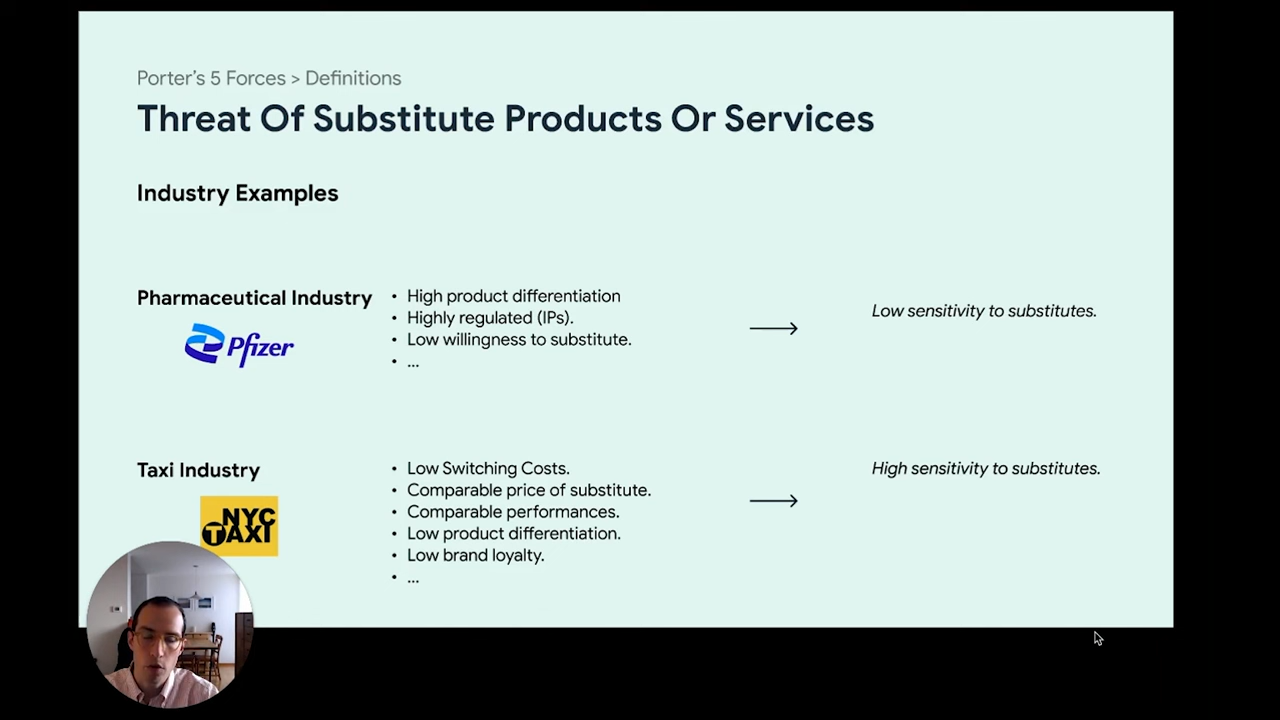 Porter's 5 Forces > Definitions
Threat Of Substitute Products Or Services
Industry Examples
Pharmaceutical Industry
Pfizer
• High product differentiation
• Highly regulated (IPs).
• Low willingness to substitute.
• ...
Low sensitivity to substitutes.
Taxi Industry
NYC
TAXI
• Low Switching Costs.
• Comparable price of substitute.
• Comparable performances.
• Low product differentiation.
• Low brand loyalty.
• ...
High sensitivity to substitutes.